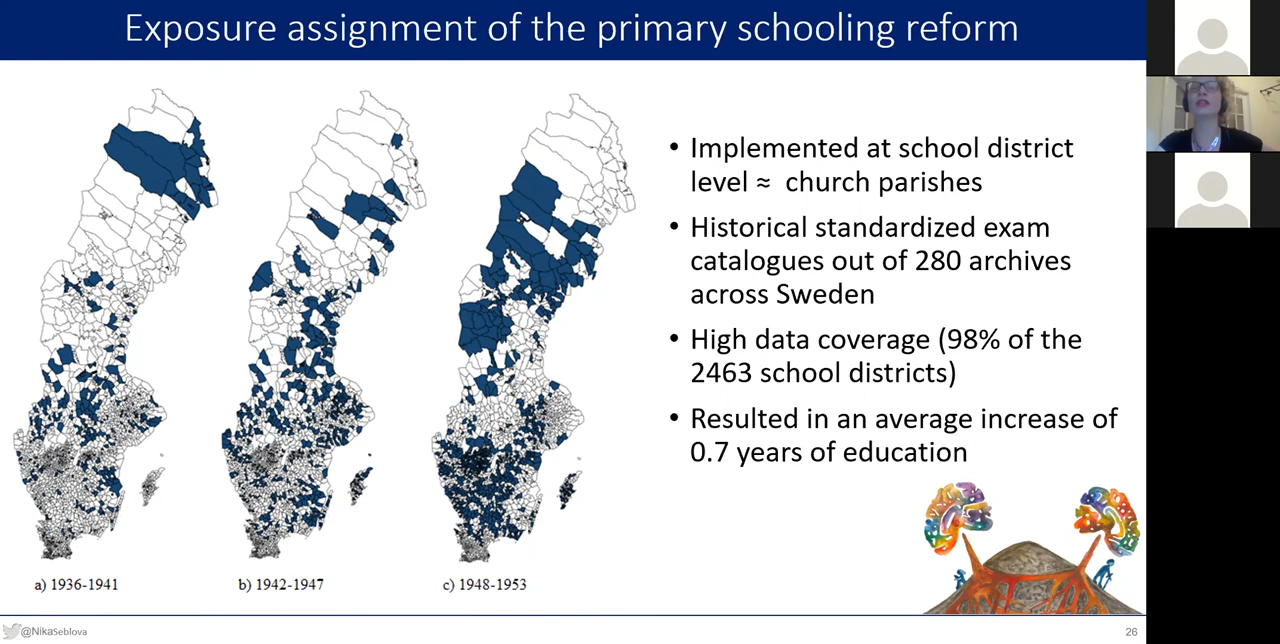 Exposure assignment of the primary schooling reform
• Implemented at school district
level ≈ church parishes
• Historical standardized exam
catalogues out of 280 archives
across Sweden
• High data coverage (98% of the
2463 school districts)
• Resulted in an average increase of
0.7 years of education
a) 1936-1941
b) 1942-1947
c) 1948-1953
@NikaSeblova
26